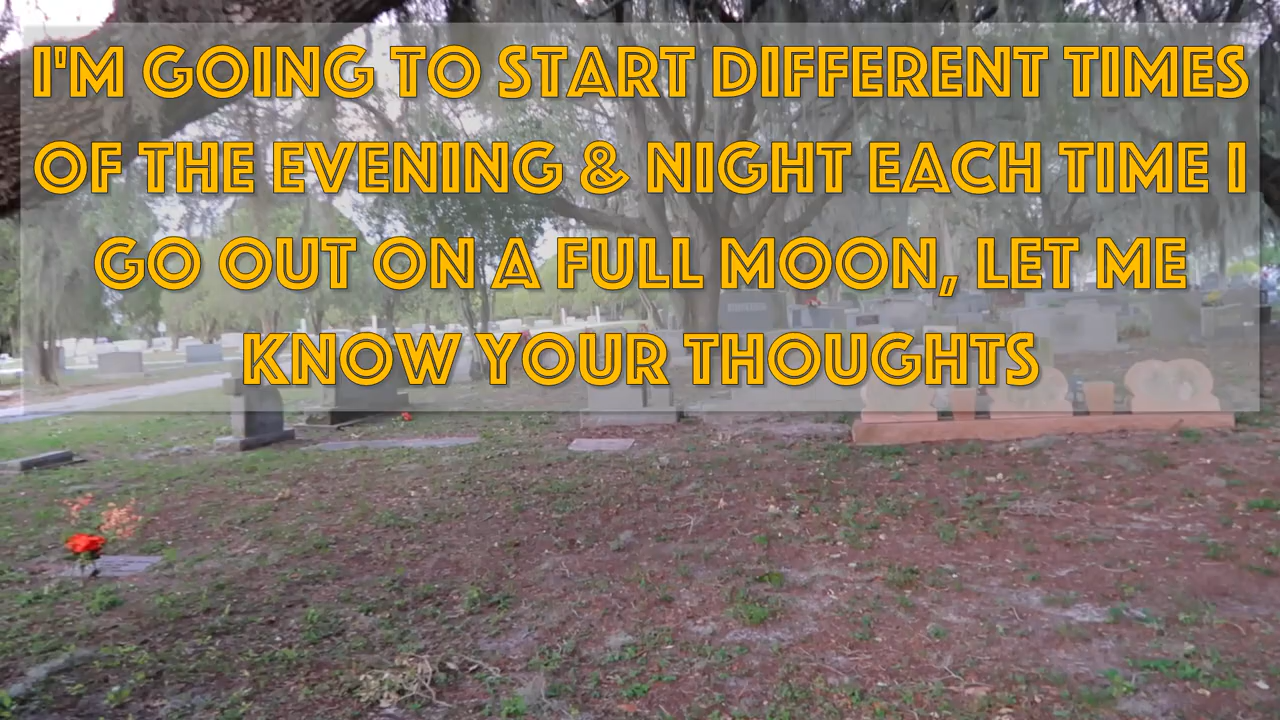 I'M GOING TO START DIFFERENT TIMES
OF THE EVENING & NIGHT EACH TIME I
GO OUT ON A FULL MOON, LET ME
KNOW YOUR THOUGHTS